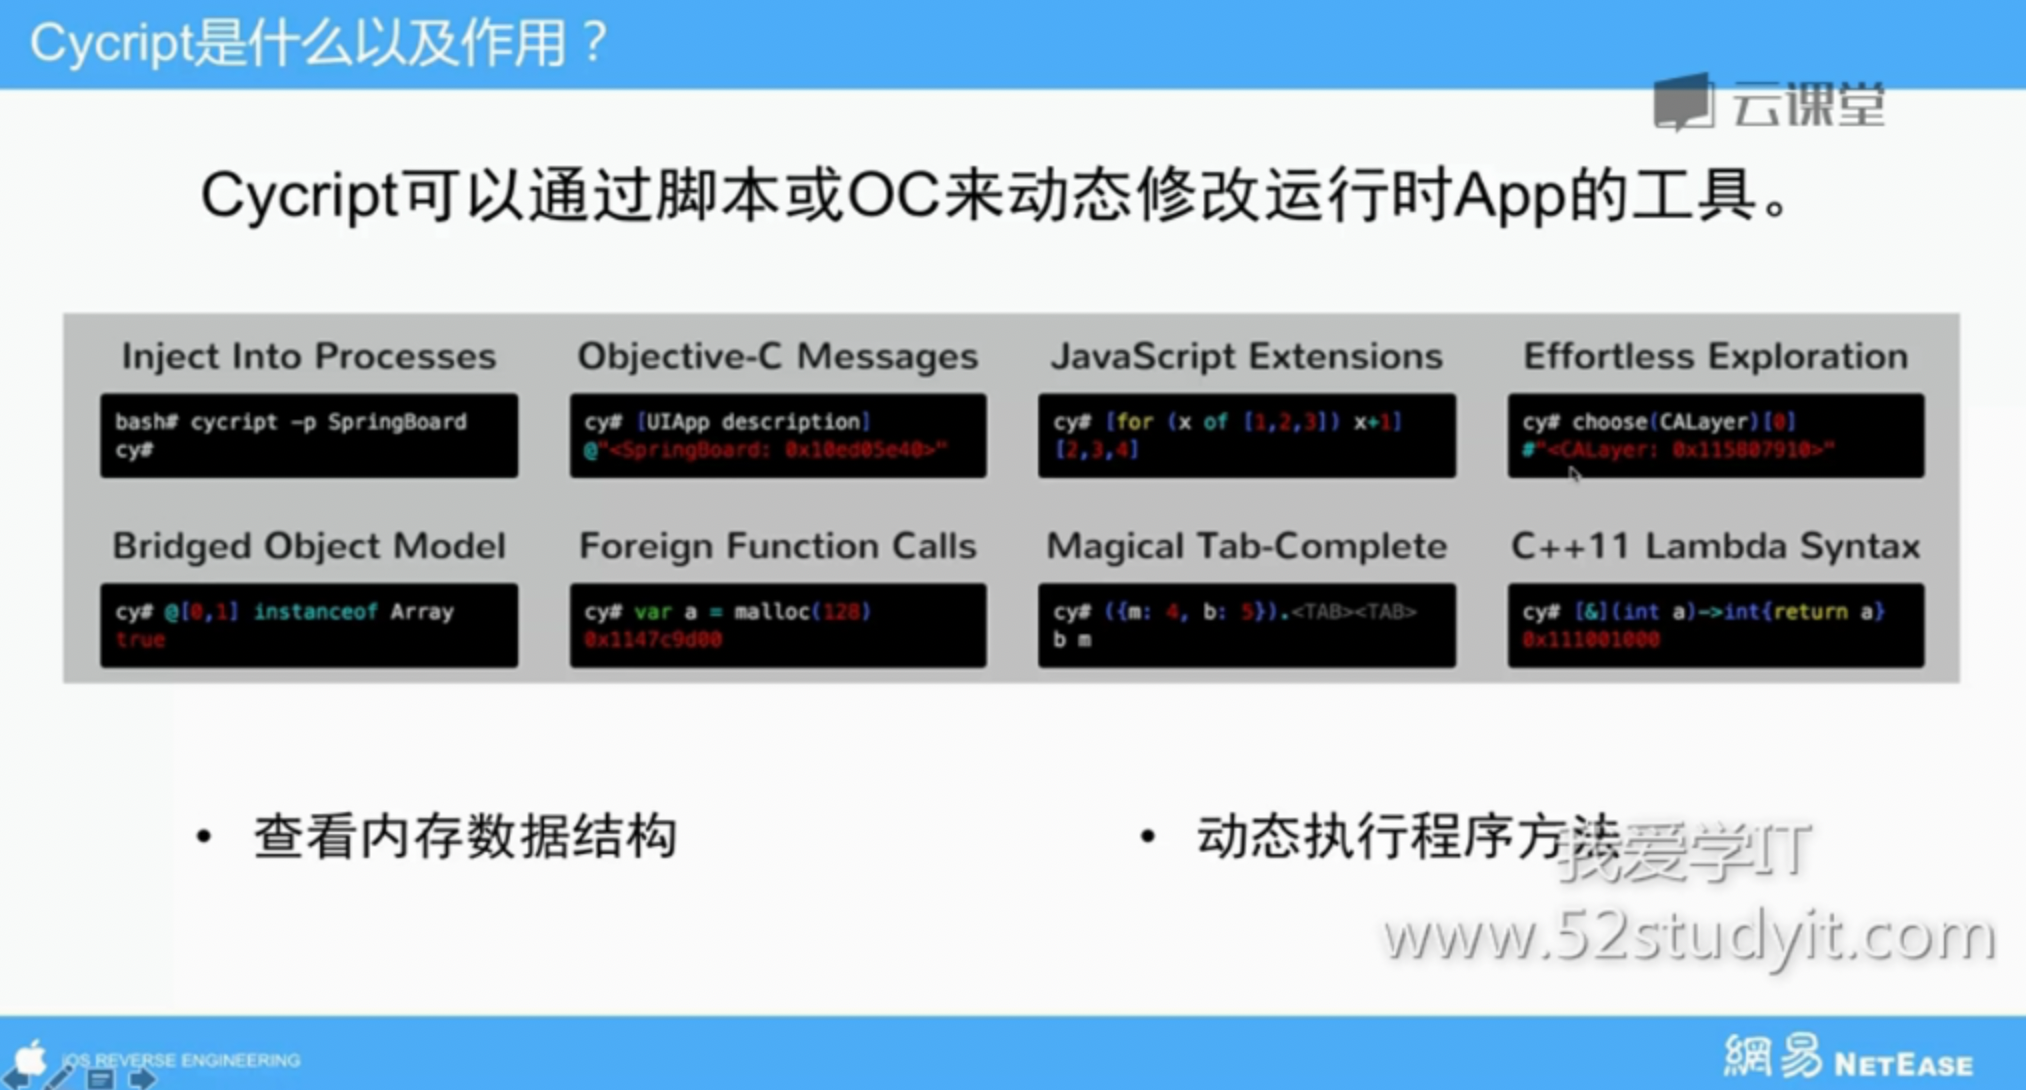 Cycript是什么以及作用？
云课堂
Cycript可以通过脚本或OC来动态修改运行时App的工具。
Inject Into Processes
bash# cycript -p SpringBoard
cy#
Objective-C Messages
cy# [UIApp description]
@"<SpringBoard: 0x10ed05e40>"
JavaScript Extensions
cy# [for (x of [1,2,3]) x+1]
[2,3,4]
Effortless Exploration
cy# choose(CALayer)[0]
#"<CALayer: 0x115807910>"
Bridged Object Model
cy# @[0,1] instanceof Array
true
Foreign Function Calls
cy# var a = malloc(128)
0x1147c9d00
Magical Tab-Complete
cy# ({m: 4, b: 5}).<TAB><TAB>
b m
C++11 Lambda Syntax
cy# [&](int a)->int{return a}
0x111001000
• 查看内存数据结构
• 动态执行程序方法
我爱学IT
www.52studyit.com
iOS REVERSE ENGINEERING
網易 NETEASE